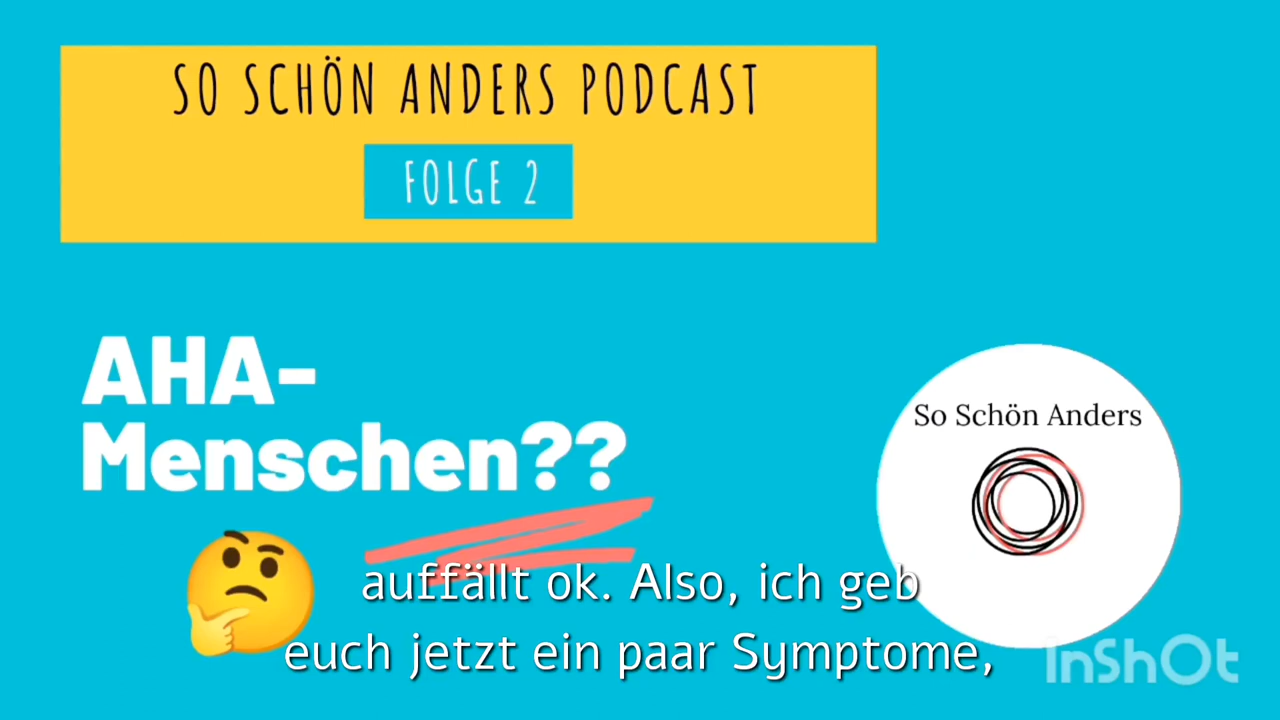 SO SCHÖN ANDERS PODCAST
FOLGE 2
AHA-
Menschen??
So Schön Anders
auffällt ok. Also, ich geb
euch jetzt ein paar Symptome,
InShOt